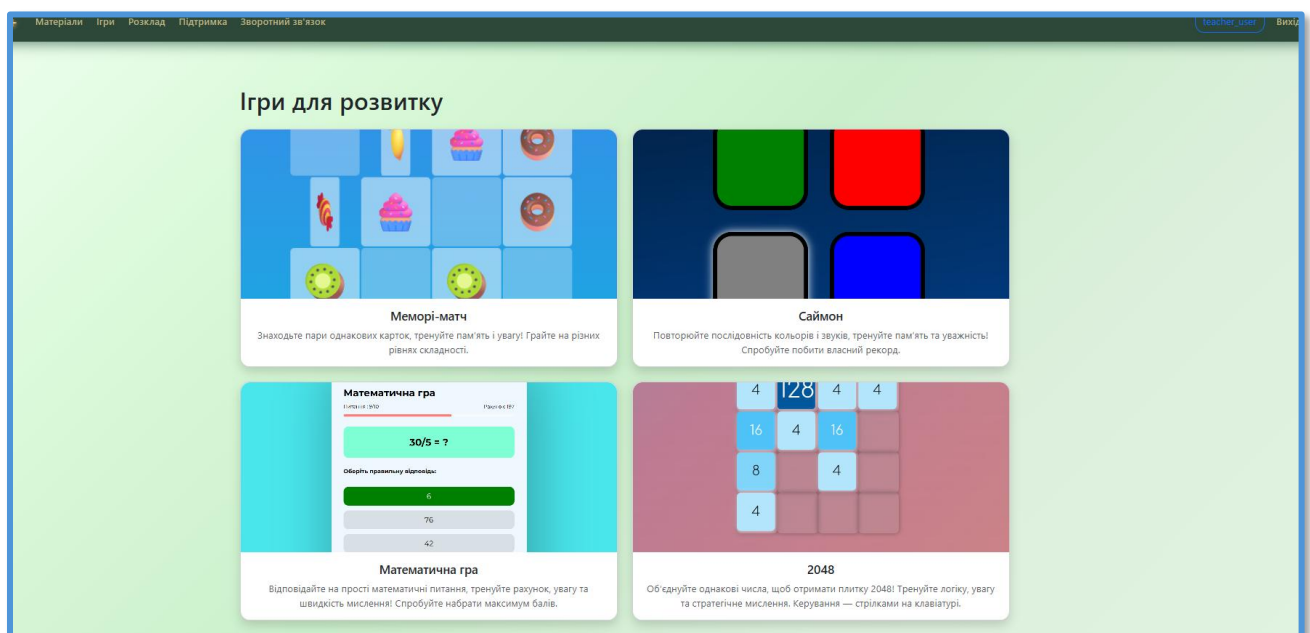 Матеріали Ігри Розклад Підтримка Зворотний зв'язок teacher_user Вихід
Ігри для розвитку
Меморі-матч
Знаходьте пари однакових карток, тренуйте пам'ять і увагу! Грайте на різних
рівнях складності.
Саймон
Повторюйте послідовність кольорів і звуків, тренуйте пам'ять та уважність!
Спробуйте побити власний рекорд.
Математична гра
30/5 = ?
Оберіть правильну відповідь:
6
76
42
Математична гра
Відповідайте на прості математичні питання, тренуйте рахунок, увагу та
швидкість мислення! Спробуйте набрати максимум балів.
4 128 4 4
16 4 16
8 4
4
2048
Об'єднуйте однакові числа, щоб отримати плитку 2048! Тренуйте логіку, увагу
та стратегічне мислення. Керування — стрілками на клавіатурі.